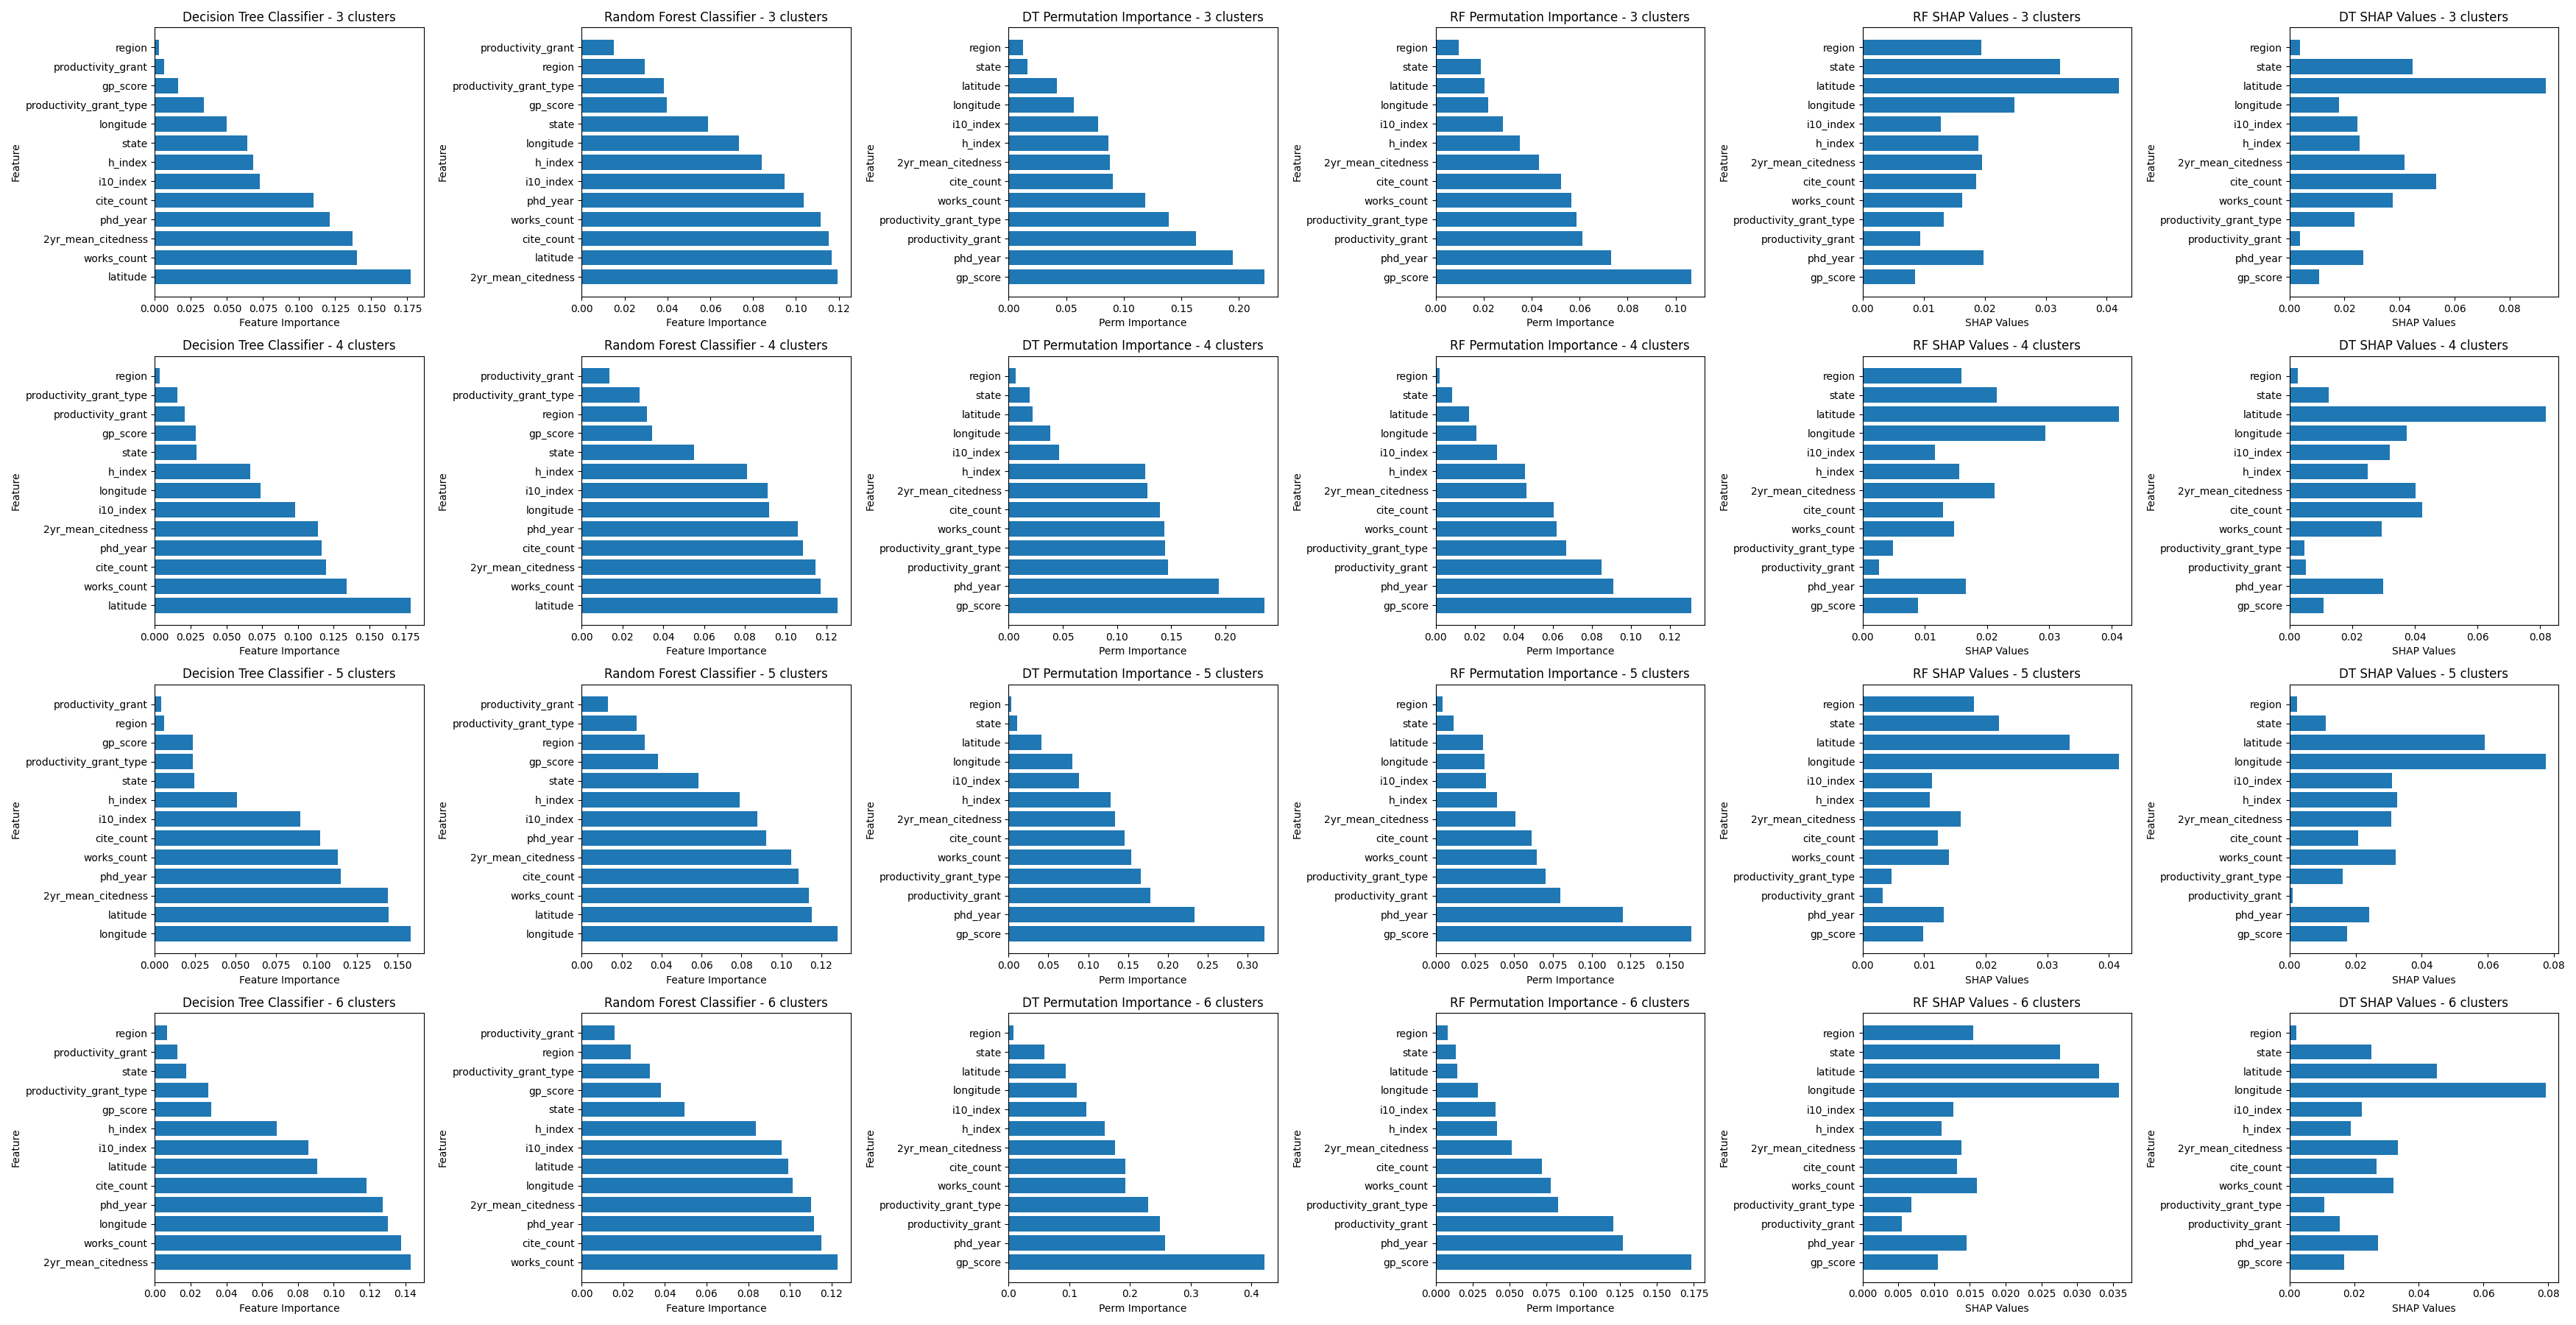 Decision Tree Classifier - 3 clusters
Feature
region
productivity_grant
gp_score
productivity_grant_type
longitude
state
h_index
i10_index
cite_count
phd_year
2yr_mean_citedness
works_count
latitude
0.000 0.025 0.050 0.075 0.100 0.125 0.150 0.175
Feature Importance
Random Forest Classifier - 3 clusters
Feature
productivity_grant
region
productivity_grant_type
gp_score
state
longitude
h_index
i10_index
phd_year
works_count
cite_count
latitude
2yr_mean_citedness
0.00 0.02 0.04 0.06 0.08 0.10 0.12
Feature Importance
DT Permutation Importance - 3 clusters
Feature
region
state
latitude
longitude
i10_index
h_index
2yr_mean_citedness
cite_count
works_count
productivity_grant_type
productivity_grant
phd_year
gp_score
0.00 0.05 0.10 0.15 0.20
Perm Importance
RF Permutation Importance - 3 clusters
Feature
region
state
latitude
longitude
i10_index
h_index
2yr_mean_citedness
cite_count
works_count
productivity_grant_type
productivity_grant
phd_year
gp_score
0.00 0.02 0.04 0.06 0.08 0.10
Perm Importance
RF SHAP Values - 3 clusters
Feature
region
state
latitude
longitude
i10_index
h_index
2yr_mean_citedness
cite_count
works_count
productivity_grant_type
productivity_grant
phd_year
gp_score
0.00 0.01 0.02 0.03 0.04
SHAP Values
DT SHAP Values - 3 clusters
Feature
region
state
latitude
longitude
i10_index
h_index
2yr_mean_citedness
cite_count
works_count
productivity_grant_type
productivity_grant
phd_year
gp_score
0.00 0.02 0.04 0.06 0.08
SHAP Values
Decision Tree Classifier - 4 clusters
Feature
region
productivity_grant_type
productivity_grant
gp_score
state
h_index
longitude
i10_index
2yr_mean_citedness
phd_year
cite_count
works_count
latitude
0.000 0.025 0.050 0.075 0.100 0.125 0.150 0.175
Feature Importance
Random Forest Classifier - 4 clusters
Feature
productivity_grant
productivity_grant_type
region
gp_score
state
h_index
i10_index
longitude
phd_year
cite_count
2yr_mean_citedness
works_count
latitude
0.00 0.02 0.04 0.06 0.08 0.10 0.12
Feature Importance
DT Permutation Importance - 4 clusters
Feature
region
state
latitude
longitude
i10_index
h_index
2yr_mean_citedness
cite_count
works_count
productivity_grant_type
productivity_grant
phd_year
gp_score
0.00 0.05 0.10 0.15 0.20
Perm Importance
RF Permutation Importance - 4 clusters
Feature
region
state
latitude
longitude
i10_index
h_index
2yr_mean_citedness
cite_count
works_count
productivity_grant_type
productivity_grant
phd_year
gp_score
0.00 0.02 0.04 0.06 0.08 0.10 0.12
Perm Importance
RF SHAP Values - 4 clusters
Feature
region
state
latitude
longitude
i10_index
h_index
2yr_mean_citedness
cite_count
works_count
productivity_grant_type
productivity_grant
phd_year
gp_score
0.00 0.01 0.02 0.03 0.04
SHAP Values
DT SHAP Values - 4 clusters
Feature
region
state
latitude
longitude
i10_index
h_index
2yr_mean_citedness
cite_count
works_count
productivity_grant_type
productivity_grant
phd_year
gp_score
0.00 0.02 0.04 0.06 0.08
SHAP Values
Decision Tree Classifier - 5 clusters
Feature
productivity_grant
region
gp_score
productivity_grant_type
state
h_index
i10_index
cite_count
works_count
phd_year
2yr_mean_citedness
latitude
longitude
0.000 0.025 0.050 0.075 0.100 0.125 0.150
Feature Importance
Random Forest Classifier - 5 clusters
Feature
productivity_grant
productivity_grant_type
region
gp_score
state
h_index
i10_index
phd_year
2yr_mean_citedness
cite_count
works_count
latitude
longitude
0.00 0.02 0.04 0.06 0.08 0.10 0.12
Feature Importance
DT Permutation Importance - 5 clusters
Feature
region
state
latitude
longitude
i10_index
h_index
2yr_mean_citedness
cite_count
works_count
productivity_grant_type
productivity_grant
phd_year
gp_score
0.00 0.05 0.10 0.15 0.20 0.25 0.30
Perm Importance
RF Permutation Importance - 5 clusters
Feature
region
state
latitude
longitude
i10_index
h_index
2yr_mean_citedness
cite_count
works_count
productivity_grant_type
productivity_grant
phd_year
gp_score
0.000 0.025 0.050 0.075 0.100 0.125 0.150
Perm Importance
RF SHAP Values - 5 clusters
Feature
region
state
latitude
longitude
i10_index
h_index
2yr_mean_citedness
cite_count
works_count
productivity_grant_type
productivity_grant
phd_year
gp_score
0.00 0.01 0.02 0.03 0.04
SHAP Values
DT SHAP Values - 5 clusters
Feature
region
state
latitude
longitude
i10_index
h_index
2yr_mean_citedness
cite_count
works_count
productivity_grant_type
productivity_grant
phd_year
gp_score
0.00 0.02 0.04 0.06 0.08
SHAP Values
Decision Tree Classifier - 6 clusters
Feature
region
productivity_grant
state
productivity_grant_type
gp_score
h_index
i10_index
latitude
cite_count
phd_year
longitude
works_count
2yr_mean_citedness
0.00 0.02 0.04 0.06 0.08 0.10 0.12 0.14
Feature Importance
Random Forest Classifier - 6 clusters
Feature
productivity_grant
region
productivity_grant_type
gp_score
state
h_index
i10_index
latitude
longitude
2yr_mean_citedness
phd_year
cite_count
works_count
0.00 0.02 0.04 0.06 0.08 0.10 0.12
Feature Importance
DT Permutation Importance - 6 clusters
Feature
region
state
latitude
longitude
i10_index
h_index
2yr_mean_citedness
cite_count
works_count
productivity_grant_type
productivity_grant
phd_year
gp_score
0.0 0.1 0.2 0.3 0.4
Perm Importance
RF Permutation Importance - 6 clusters
Feature
region
state
latitude
longitude
i10_index
h_index
2yr_mean_citedness
cite_count
works_count
productivity_grant_type
productivity_grant
phd_year
gp_score
0.000 0.025 0.050 0.075 0.100 0.125 0.150 0.175
Perm Importance
RF SHAP Values - 6 clusters
Feature
region
state
latitude
longitude
i10_index
h_index
2yr_mean_citedness
cite_count
works_count
productivity_grant_type
productivity_grant
phd_year
gp_score
0.000 0.005 0.010 0.015 0.020 0.025 0.030 0.035
SHAP Values
DT SHAP Values - 6 clusters
Feature
region
state
latitude
longitude
i10_index
h_index
2yr_mean_citedness
cite_count
works_count
productivity_grant_type
productivity_grant
phd_year
gp_score
0.00 0.02 0.04 0.06 0.08
SHAP Values